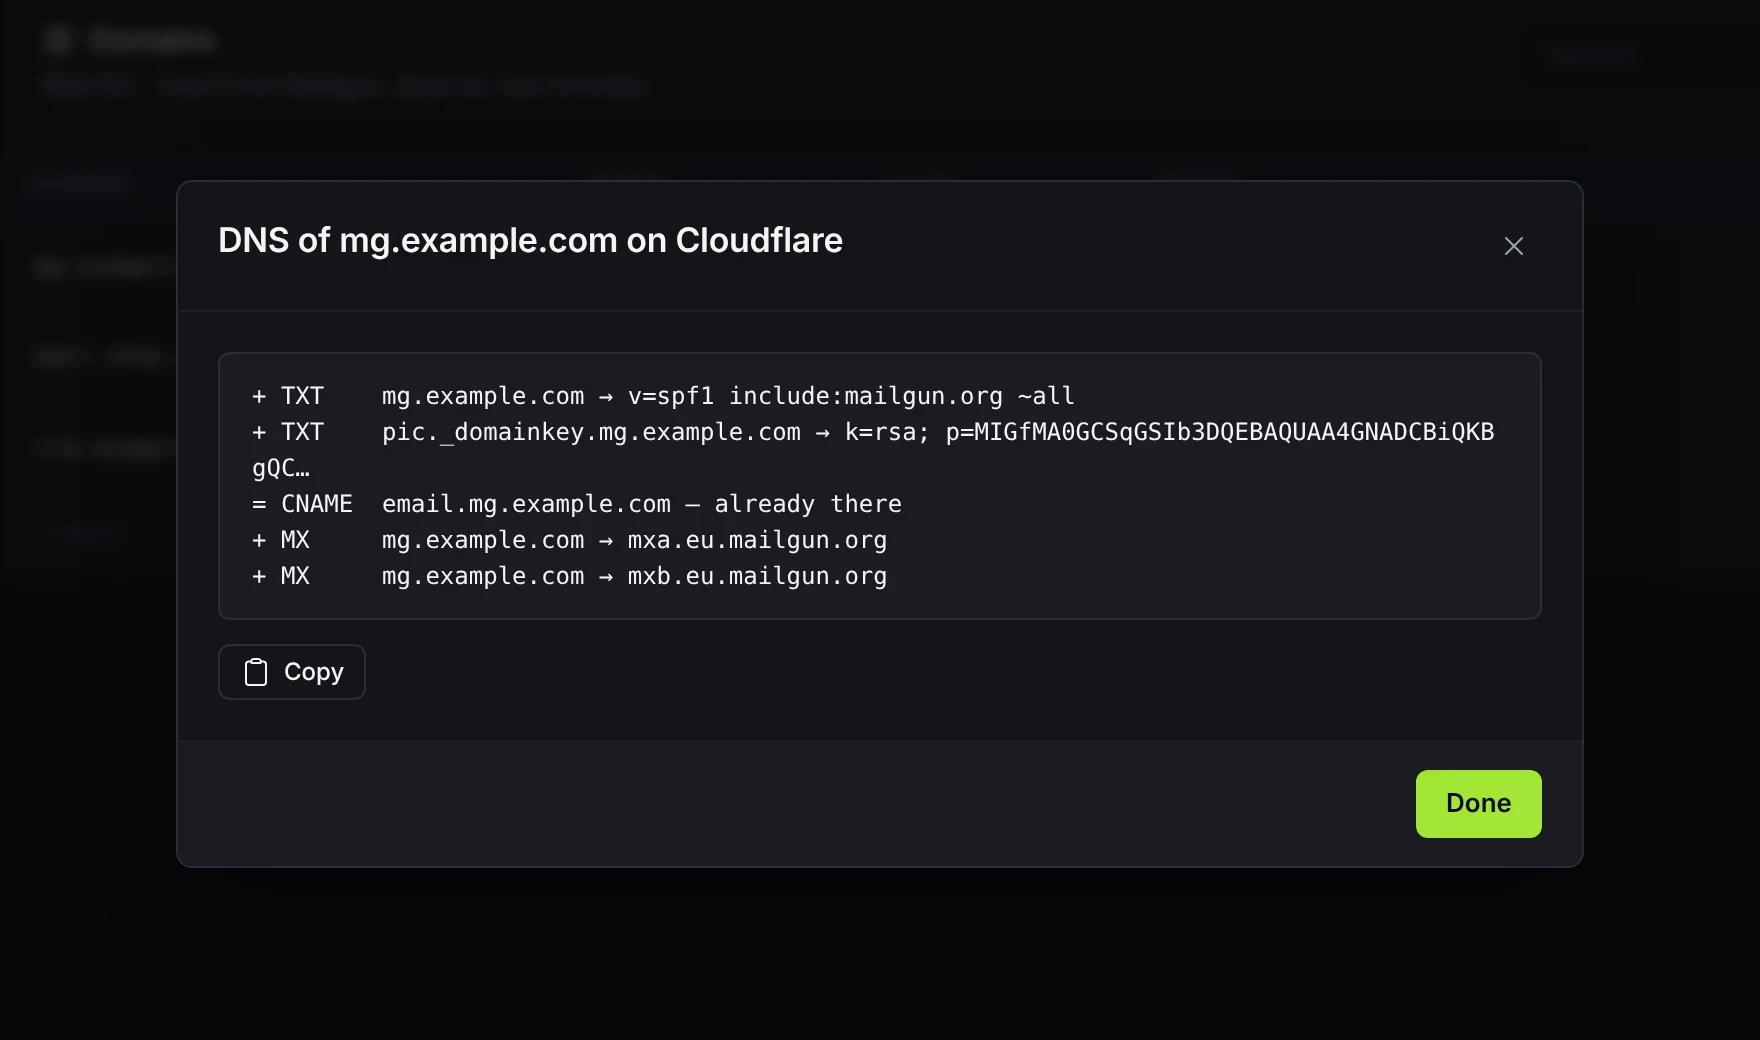 DNS of mg.example.com on Cloudflare
+ TXT    mg.example.com → v=spf1 include:mailgun.org ~all
+ TXT    pic._domainkey.mg.example.com → k=rsa; p=MIGfMA0GCSqGSIb3DQEBAQUAA4GNADCBiQKB
gQC…
= CNAME  email.mg.example.com — already there
+ MX     mg.example.com → mxa.eu.mailgun.org
+ MX     mg.example.com → mxb.eu.mailgun.org
Copy
Done